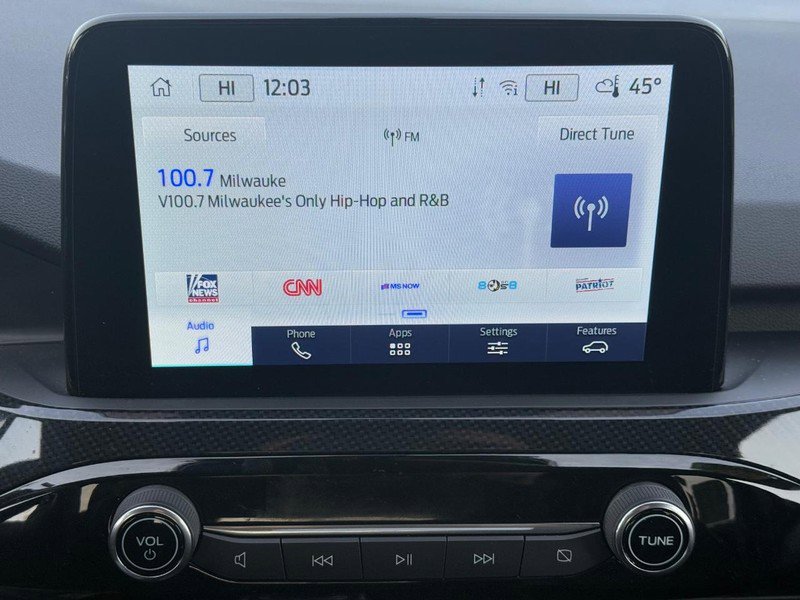 HI 12:03 HI 45°
Sources FM Direct Tune
100.7 Milwauke
V100.7 Milwaukee's Only Hip-Hop and R&B
FOX NEWS channel CNN MS NOW PATRIOT
Audio Phone Apps Settings Features
VOL TUNE